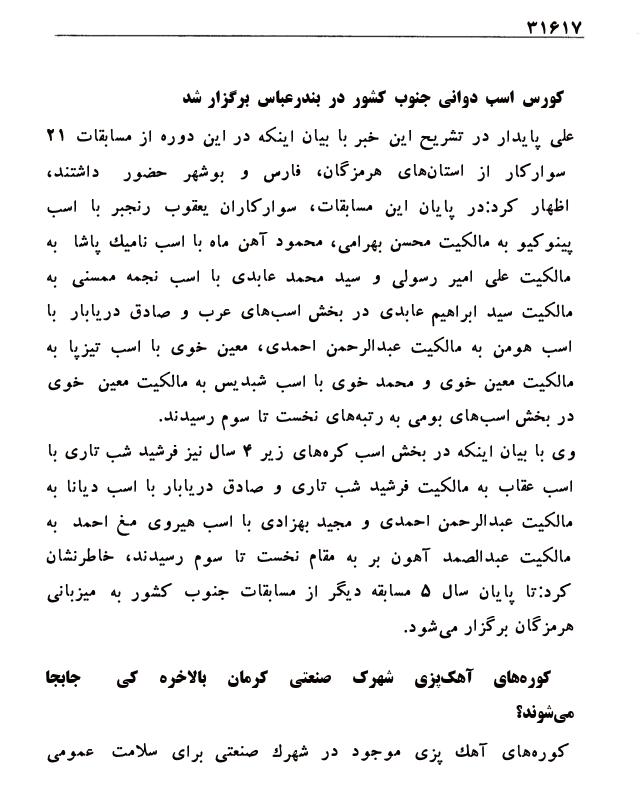 ۳۱۶۱۷
کورس اسب دوانی جنوب کشور در بندرعباس برگزار شد
علی پایدار در تشریح این خبر با بیان اینکه در این دوره از مسابقات ۲۱
سوارکار از استان‌های هرمزگان، فارس و بوشهر حضور داشتند،
اظهار کرد:در پایان این مسابقات، سوارکاران یعقوب رنجبر با اسب
پینوکیو به مالکیت محسن بهرامی، محمود آهن ماه با اسب نامیك پاشا به
مالکیت علی امیر رسولی و سید محمد عابدی با اسب نجمه ممسنی به
مالکیت سید ابراهیم عابدی در بخش اسب‌های عرب و صادق دریابار با
اسب هومن به مالکیت عبدالرحمن احمدی، معین خوی با اسب تیزپا به
مالکیت معین خوی و محمد خوی با اسب شبدیس به مالکیت معین خوی
در بخش اسب‌های بومی به رتبه‌های نخست تا سوم رسیدند.
وی با بیان اینکه در بخش اسب کره‌های زیر ۴ سال نیز فرشید شب تاری با
اسب عقاب به مالکیت فرشید شب تاری و صادق دریابار با اسب دیانا به
مالکیت عبدالرحمن احمدی و مجید بهزادی با اسب هیروی مغ احمد به
مالکیت عبدالصمد آهون بر به مقام نخست تا سوم رسیدند، خاطرنشان
کرد:تا پایان سال ۵ مسابقه دیگر از مسابقات جنوب کشور به میزبانی
هرمزگان برگزار می‌شود.
کوره‌های آهک‌پزی شهرک صنعتی کرمان بالاخره کی جابجا
می‌شوند؟
کوره‌های آهك پزی موجود در شهرك صنعتی برای سلامت عمومی